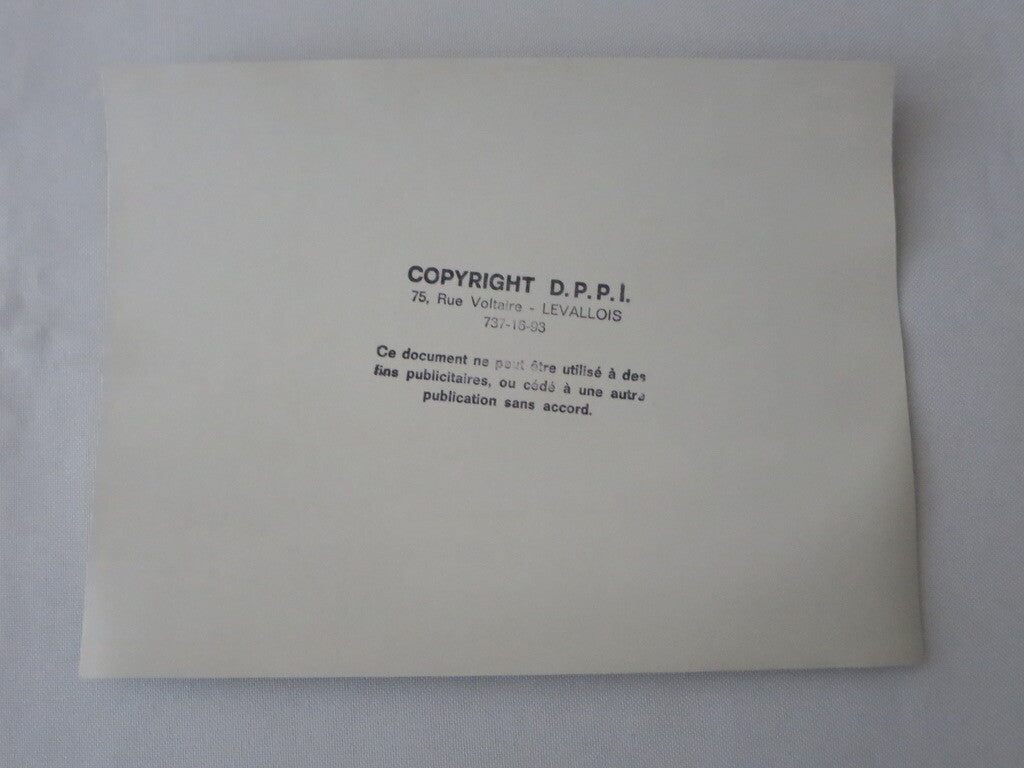 COPYRIGHT D.P.P.I.
75, Rue Voltaire - LEVALLOIS
737-16-93
Ce document ne peut être utilisé à des
fins publicitaires, ou cédé à une autre
publication sans accord.